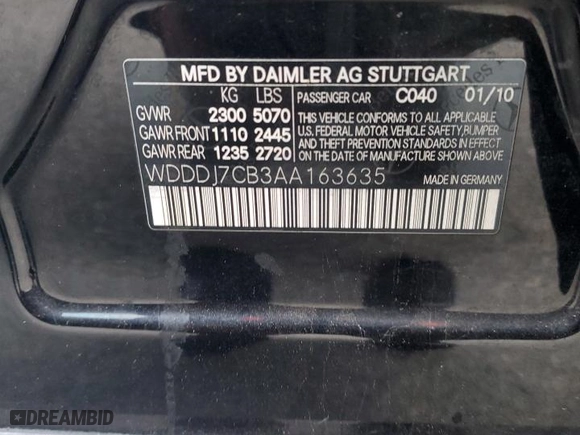 MFD BY DAIMLER AG STUTTGART
KG LBS PASSENGER CAR C040 01/10
GVWR 2300 5070
GAWR FRONT 1110 2445
GAWR REAR 1235 2720
THIS VEHICLE CONFORMS TO ALL APPLICABLE
U.S. FEDERAL MOTOR VEHICLE SAFETY, BUMPER
AND THEFT PREVENTION STANDARDS IN EFFECT
ON THE DATE OF MANUFACTURE SHOWN ABOVE.
WDDDJ7CB3AA163635 MADE IN GERMANY
DREAMBID